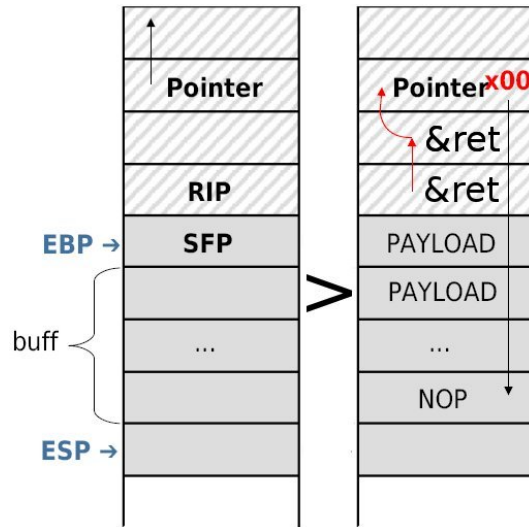 Pointer
RIP
EBP → SFP
buff
...
ESP →
>
Pointer x00
&ret
&ret
PAYLOAD
PAYLOAD
...
NOP